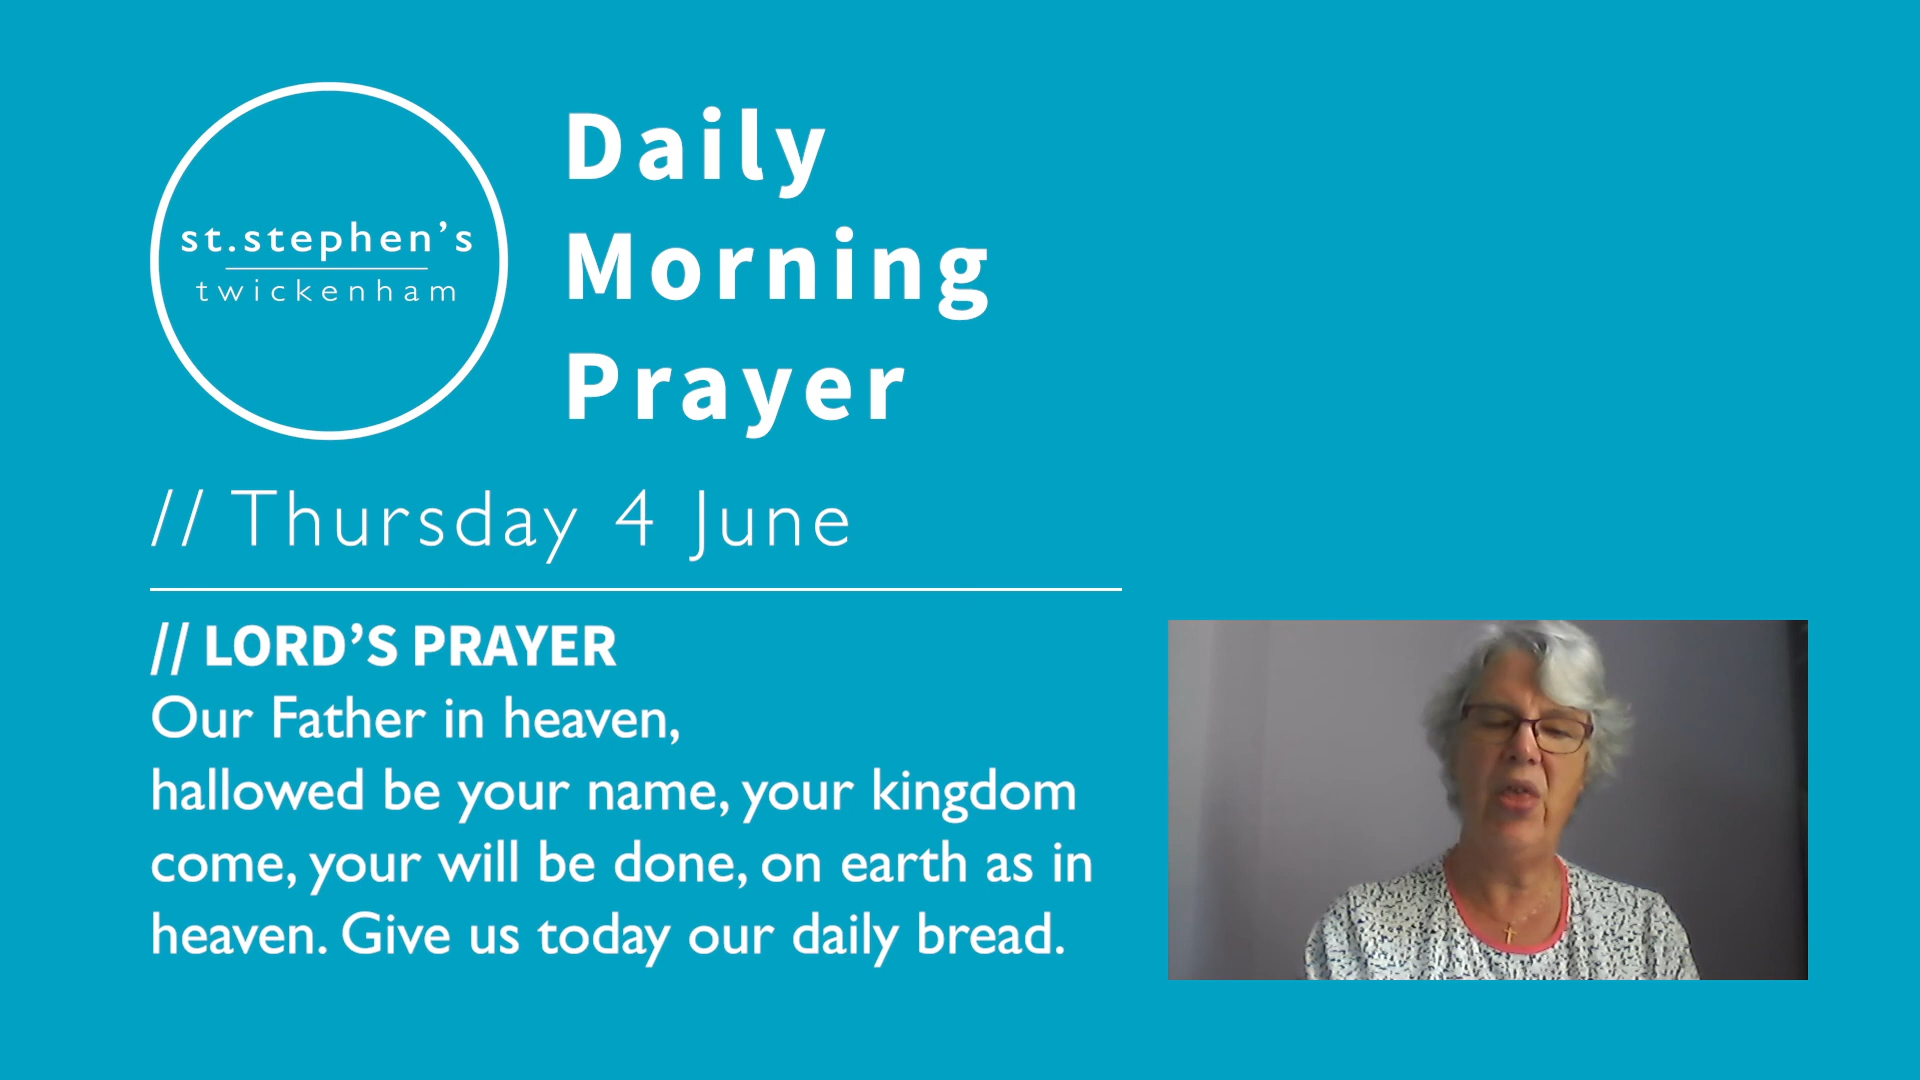 st.stephen's
twickenham
Daily
Morning
Prayer
// Thursday 4 June
// LORD’S PRAYER
Our Father in heaven,
hallowed be your name, your kingdom
come, your will be done, on earth as in
heaven. Give us today our daily bread.